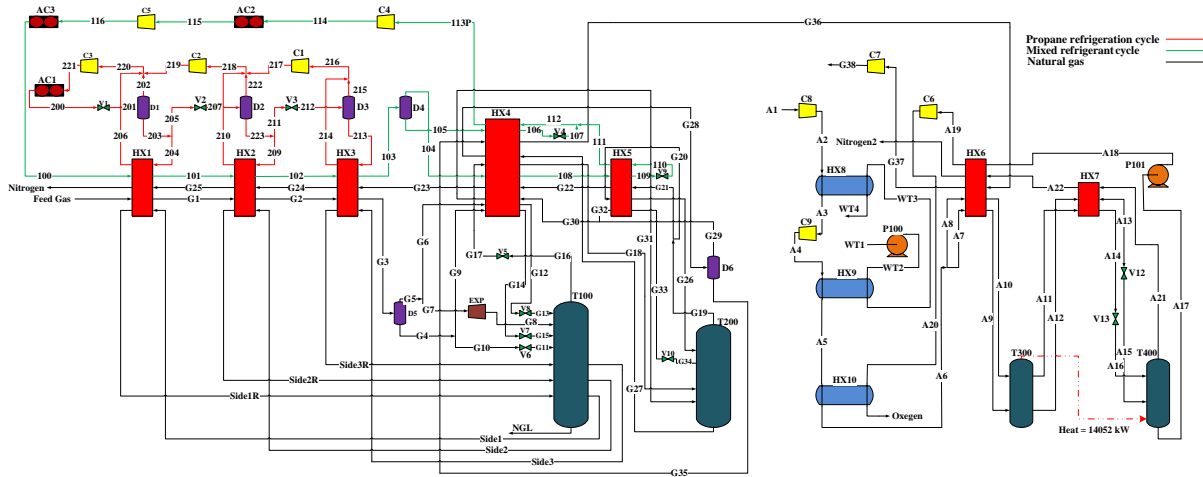 AC3 116 C5 115 AC2 114 C4 113P G36
Propane refrigeration cycle
Mixed refrigerant cycle
Natural gas
221 C3 220 219 C2 218 217 C1 216
AC1 202 222 215
200 V1 201 D1 V2 207 D2 V3 212 D3 D4
203 205 223 211 213
206 204 210 209 214 103 104 105
HX4 112 106 V4 107 111 G20 G28
G38 C7 C8 A1 C6 A19 Nitrogen2 A18 P101
A2 G37 HX6 HX7 A22 A17
HX1 HX2 HX3 HX5 110 V9
100 101 102 108 109
Nitrogen G25 G24 G23 G22 G21
Feed Gas G1 G2 G32 G30 G31
HX8 WT3 WT4 A3 C9 A4 WT1 P100 WT2 HX9
A8 A7 A13 A14 V12 V13
G3 G6 G9 G17 V5 G16 G12 G14 G18 G33 G26 G29 D6
G5 D5 G7 EXP G8 V8 G13 T100 G19 T200
G4 G10 V7 G15 V6 G11 V10 G34
A5 A20 A6 A10 A9 A11 A12 A15 A16 A21
T300 T400
Side3R
Side2R G27
Side1R
HX10 Oxegen
NGL Side1
Side2
Side3
Heat = 14052 kW
G35